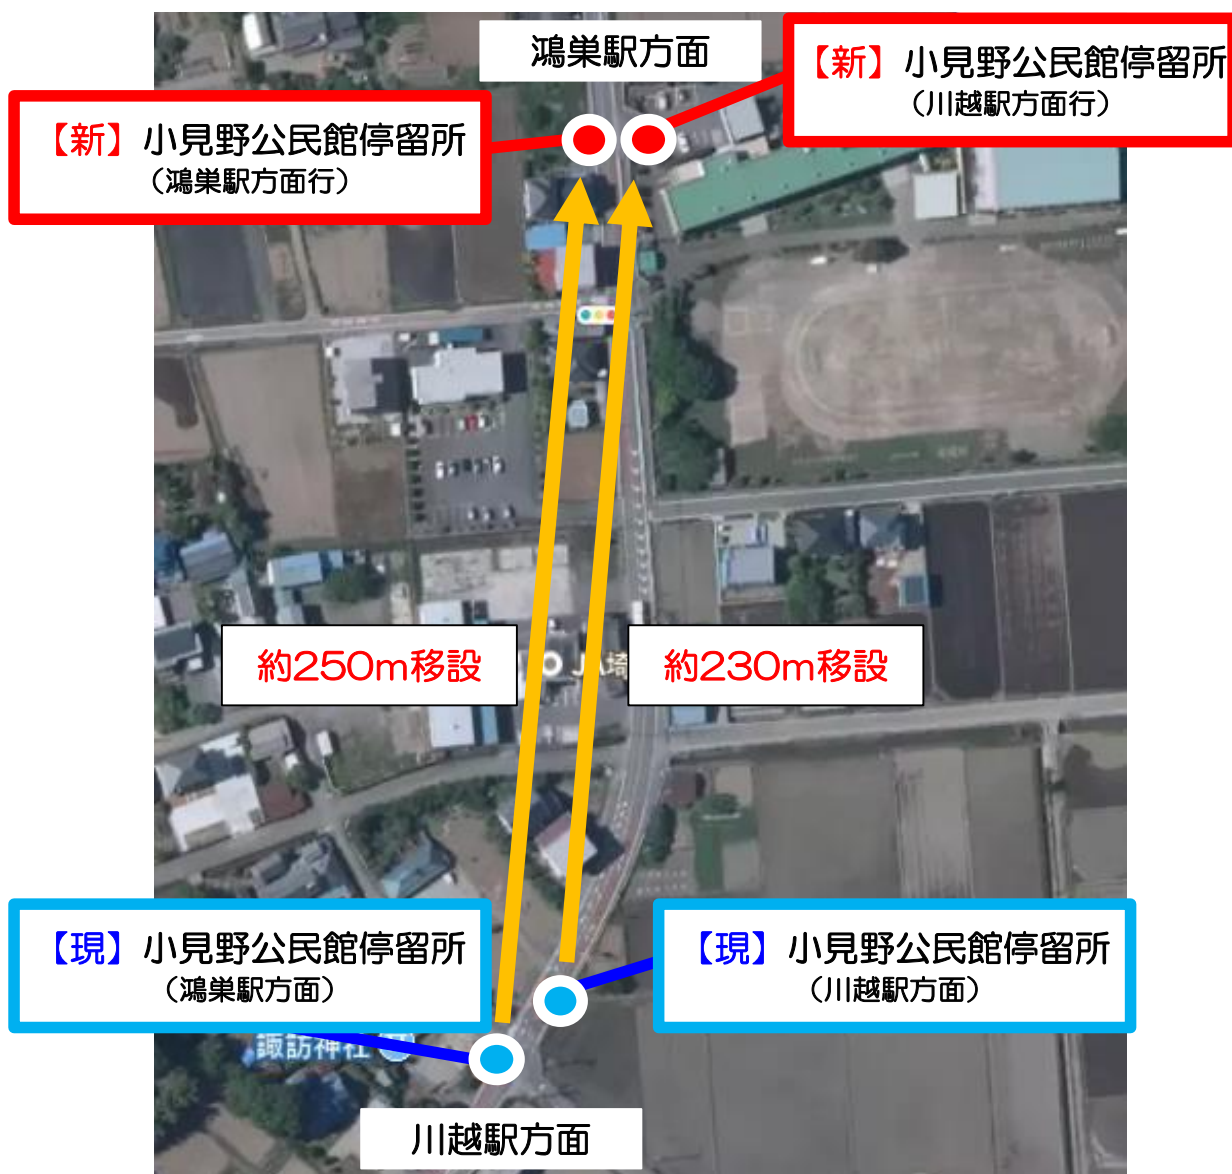 鴻巣駅方面
【新】小見野公民館停留所
（川越駅方面行）
【新】小見野公民館停留所
（鴻巣駅方面行）
約250m移設
JA埼
約230m移設
【現】小見野公民館停留所
（鴻巣駅方面）
【現】小見野公民館停留所
（川越駅方面）
諏訪神社
川越駅方面